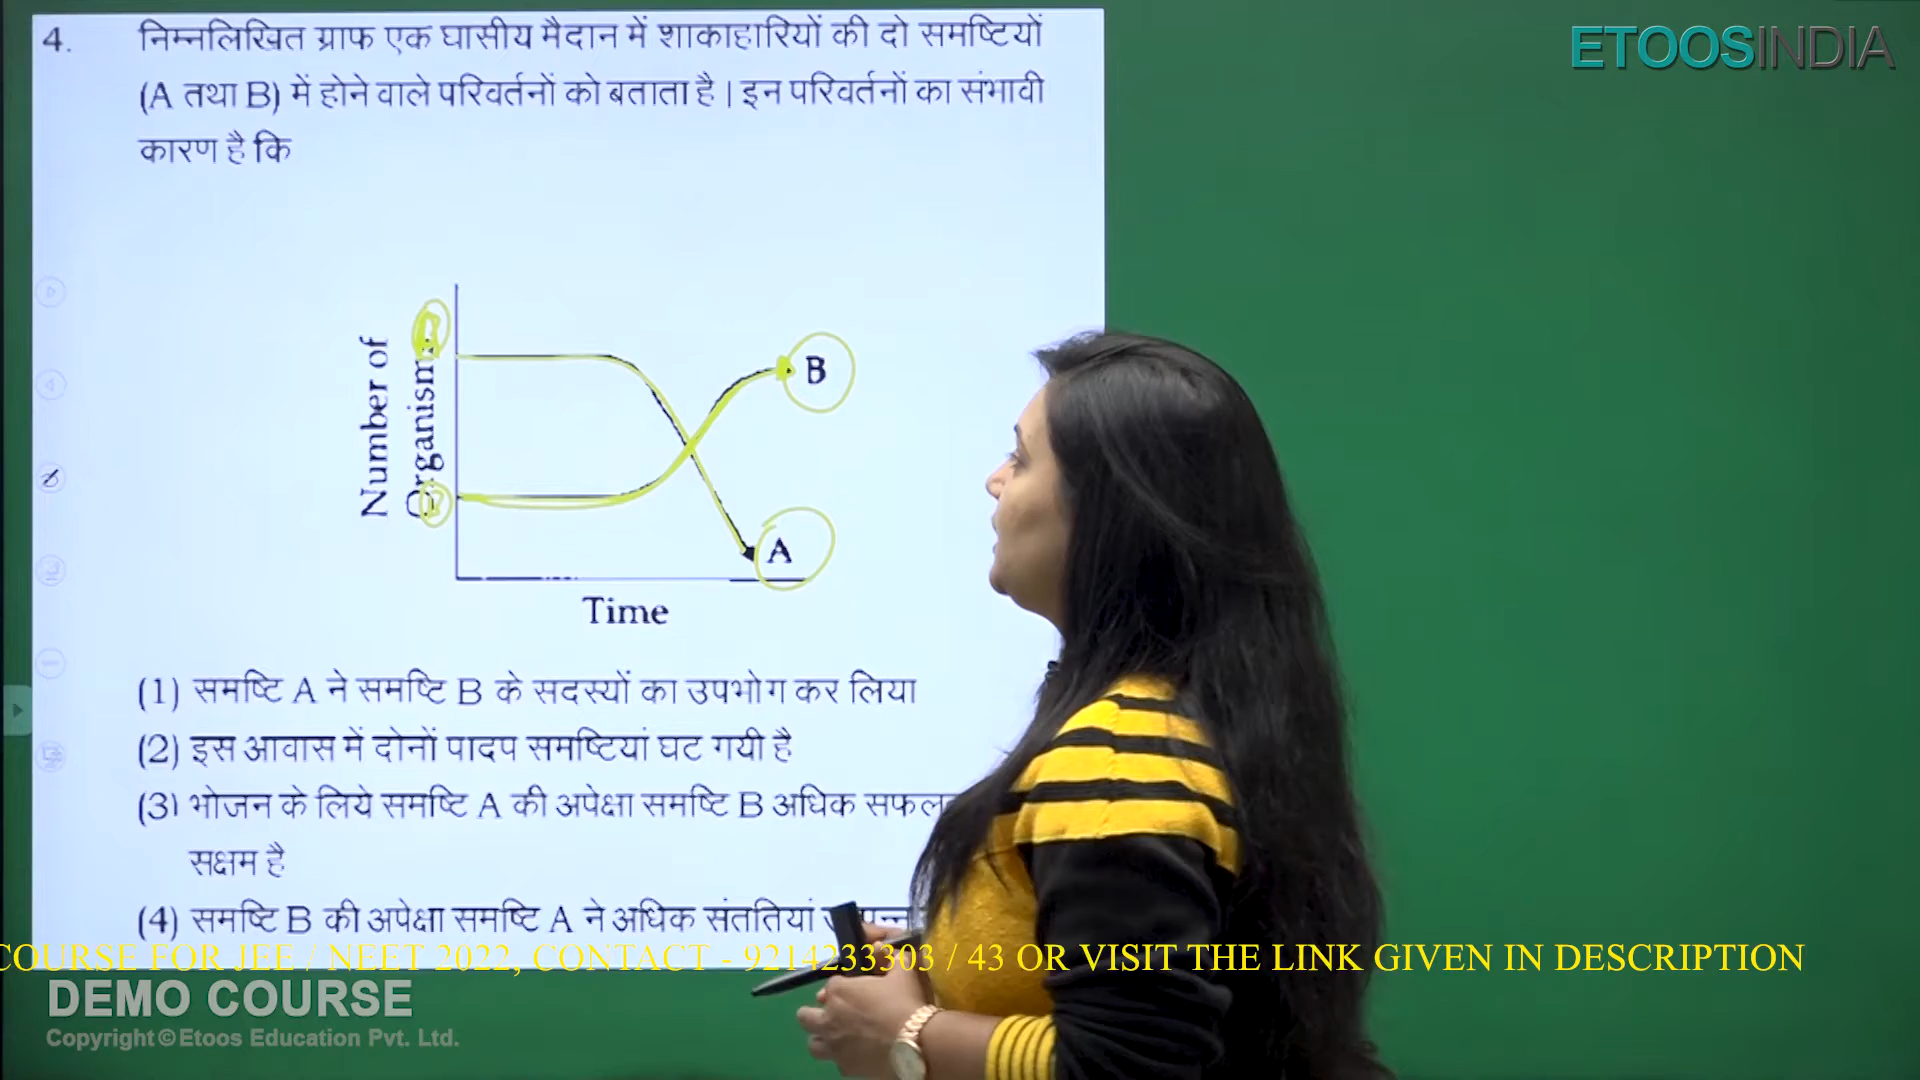 ETOOSINDIA
4. निम्नलिखित ग्राफ एक घासीय मैदान में शाकाहारियों की दो समष्टियों
(A तथा B) में होने वाले परिवर्तनों को बताता है। इन परिवर्तनों का संभावी
कारण है कि
Number of
Organisms
B
A
Time
(1) समष्टि A ने समष्टि B के सदस्यों का उपभोग कर लिया
(2) इस आवास में दोनों पादप समष्टियां घट गयी है
(3) भोजन के लिये समष्टि A की अपेक्षा समष्टि B अधिक
सक्षम है
(4) समष्टि B की अपेक्षा समष्टि A ने अधिक संततियां
COURSE FOR JEE / NEET 2022, CONTACT - 9214233303 / 43 OR VISIT THE LINK GIVEN IN DESCRIPTION
DEMO COURSE
Copyright © Etoos Education Pvt. Ltd.